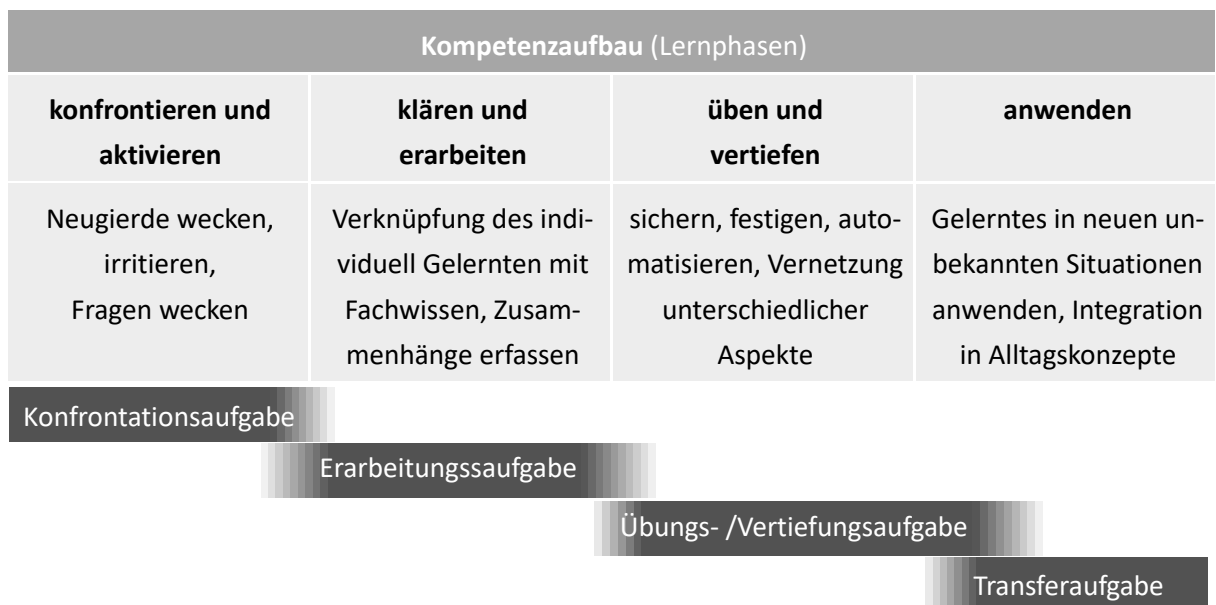 Kompetenzaufbau (Lernphasen)
konfrontieren und
aktivieren
klären und
erarbeiten
üben und
vertiefen
anwenden
Neugierde wecken,
irritieren,
Fragen wecken
Verknüpfung des indi-
viduell Gelernten mit
Fachwissen, Zusam-
menhänge erfassen
sichern, festigen, auto-
matisieren, Vernetzung
unterschiedlicher
Aspekte
Gelerntes in neuen un-
bekannten Situationen
anwenden, Integration
in Alltagskonzepte
Konfrontationsaufgabe
Erarbeitungssaufgabe
Übungs- /Vertiefungsaufgabe
Transferaufgabe